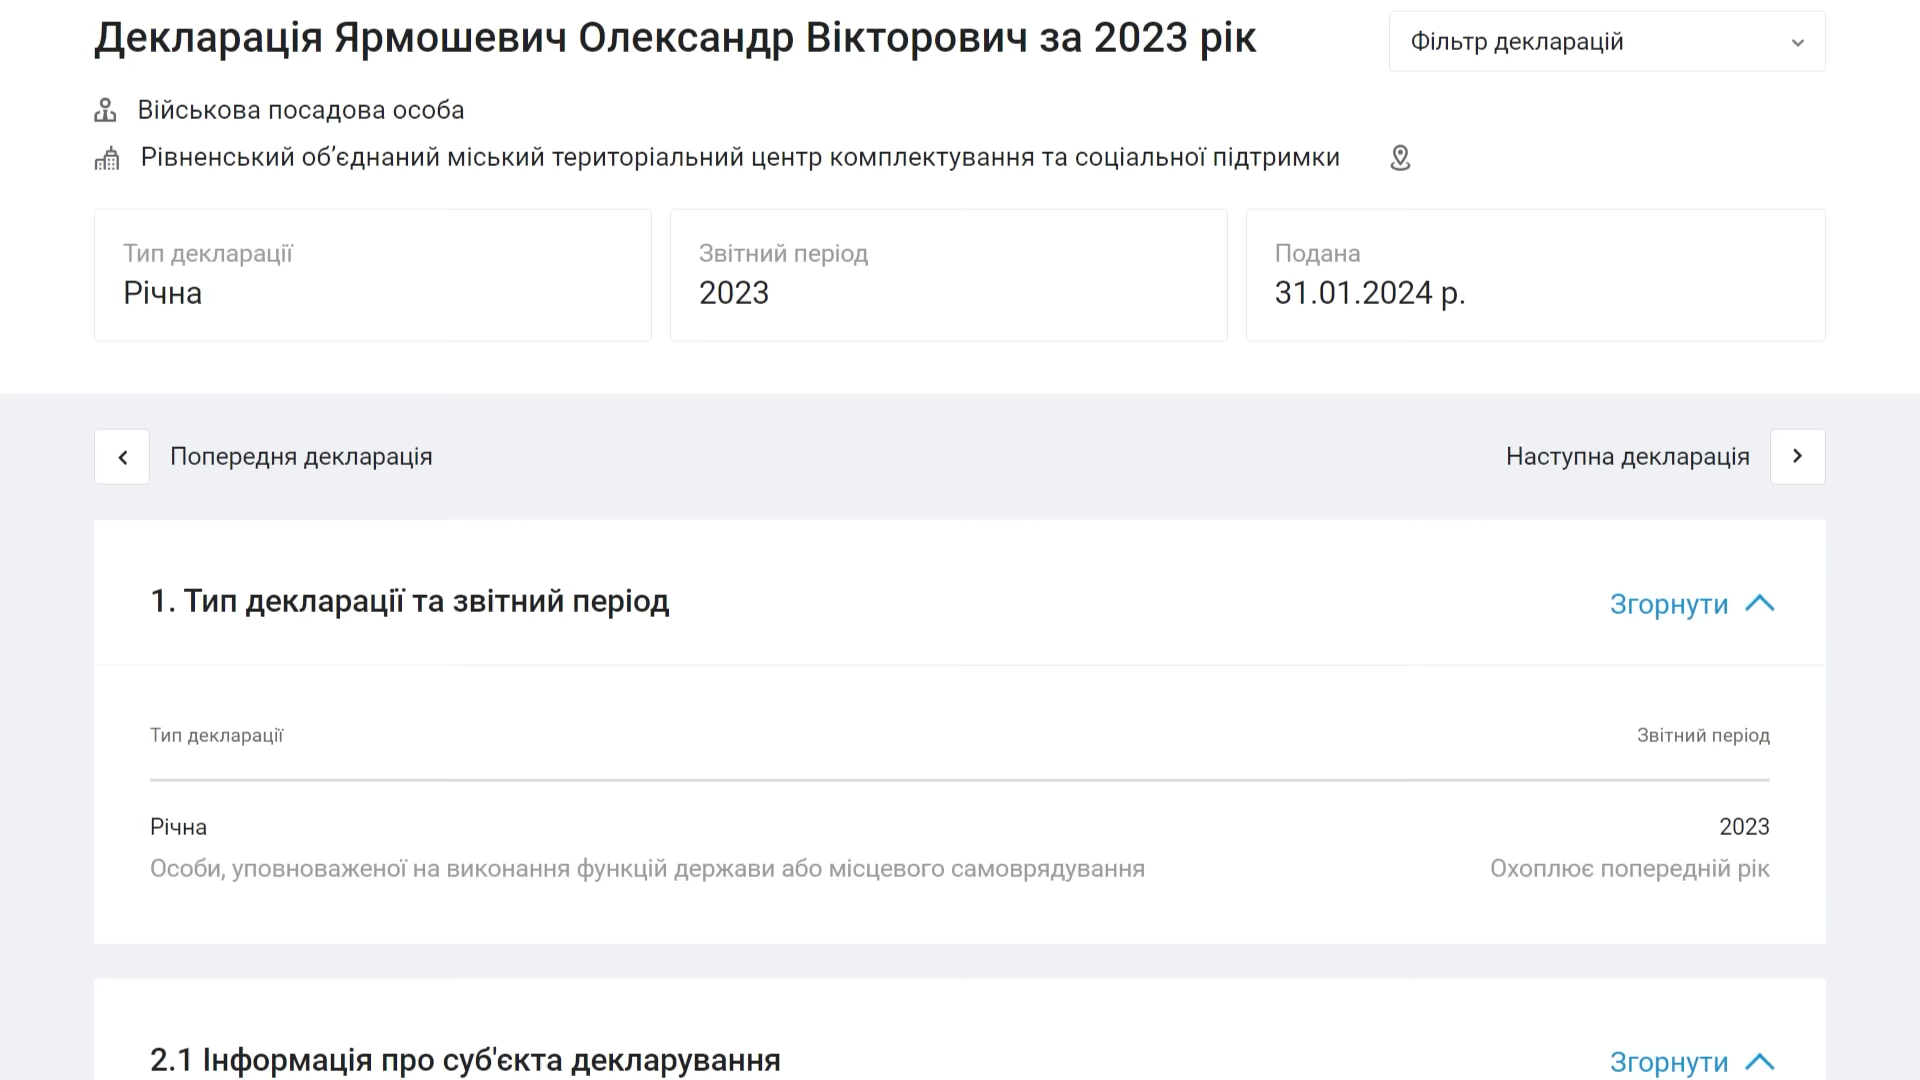 Декларація Ярмошевич Олександр Вікторович за 2023 рік
Фільтр декларацій
Військова посадова особа
Рівненський об’єднаний міський територіальний центр комплектування та соціальної підтримки
Тип декларації
Річна
Звітний період
2023
Подана
31.01.2024 р.
Попередня декларація
Наступна декларація
1. Тип декларації та звітний період
Згорнути
Тип декларації
Звітний період
Річна
2023
Особи, уповноваженої на виконання функцій держави або місцевого самоврядування
Охоплює попередній рік
2.1 Інформація про суб'єкта декларування
Згорнути